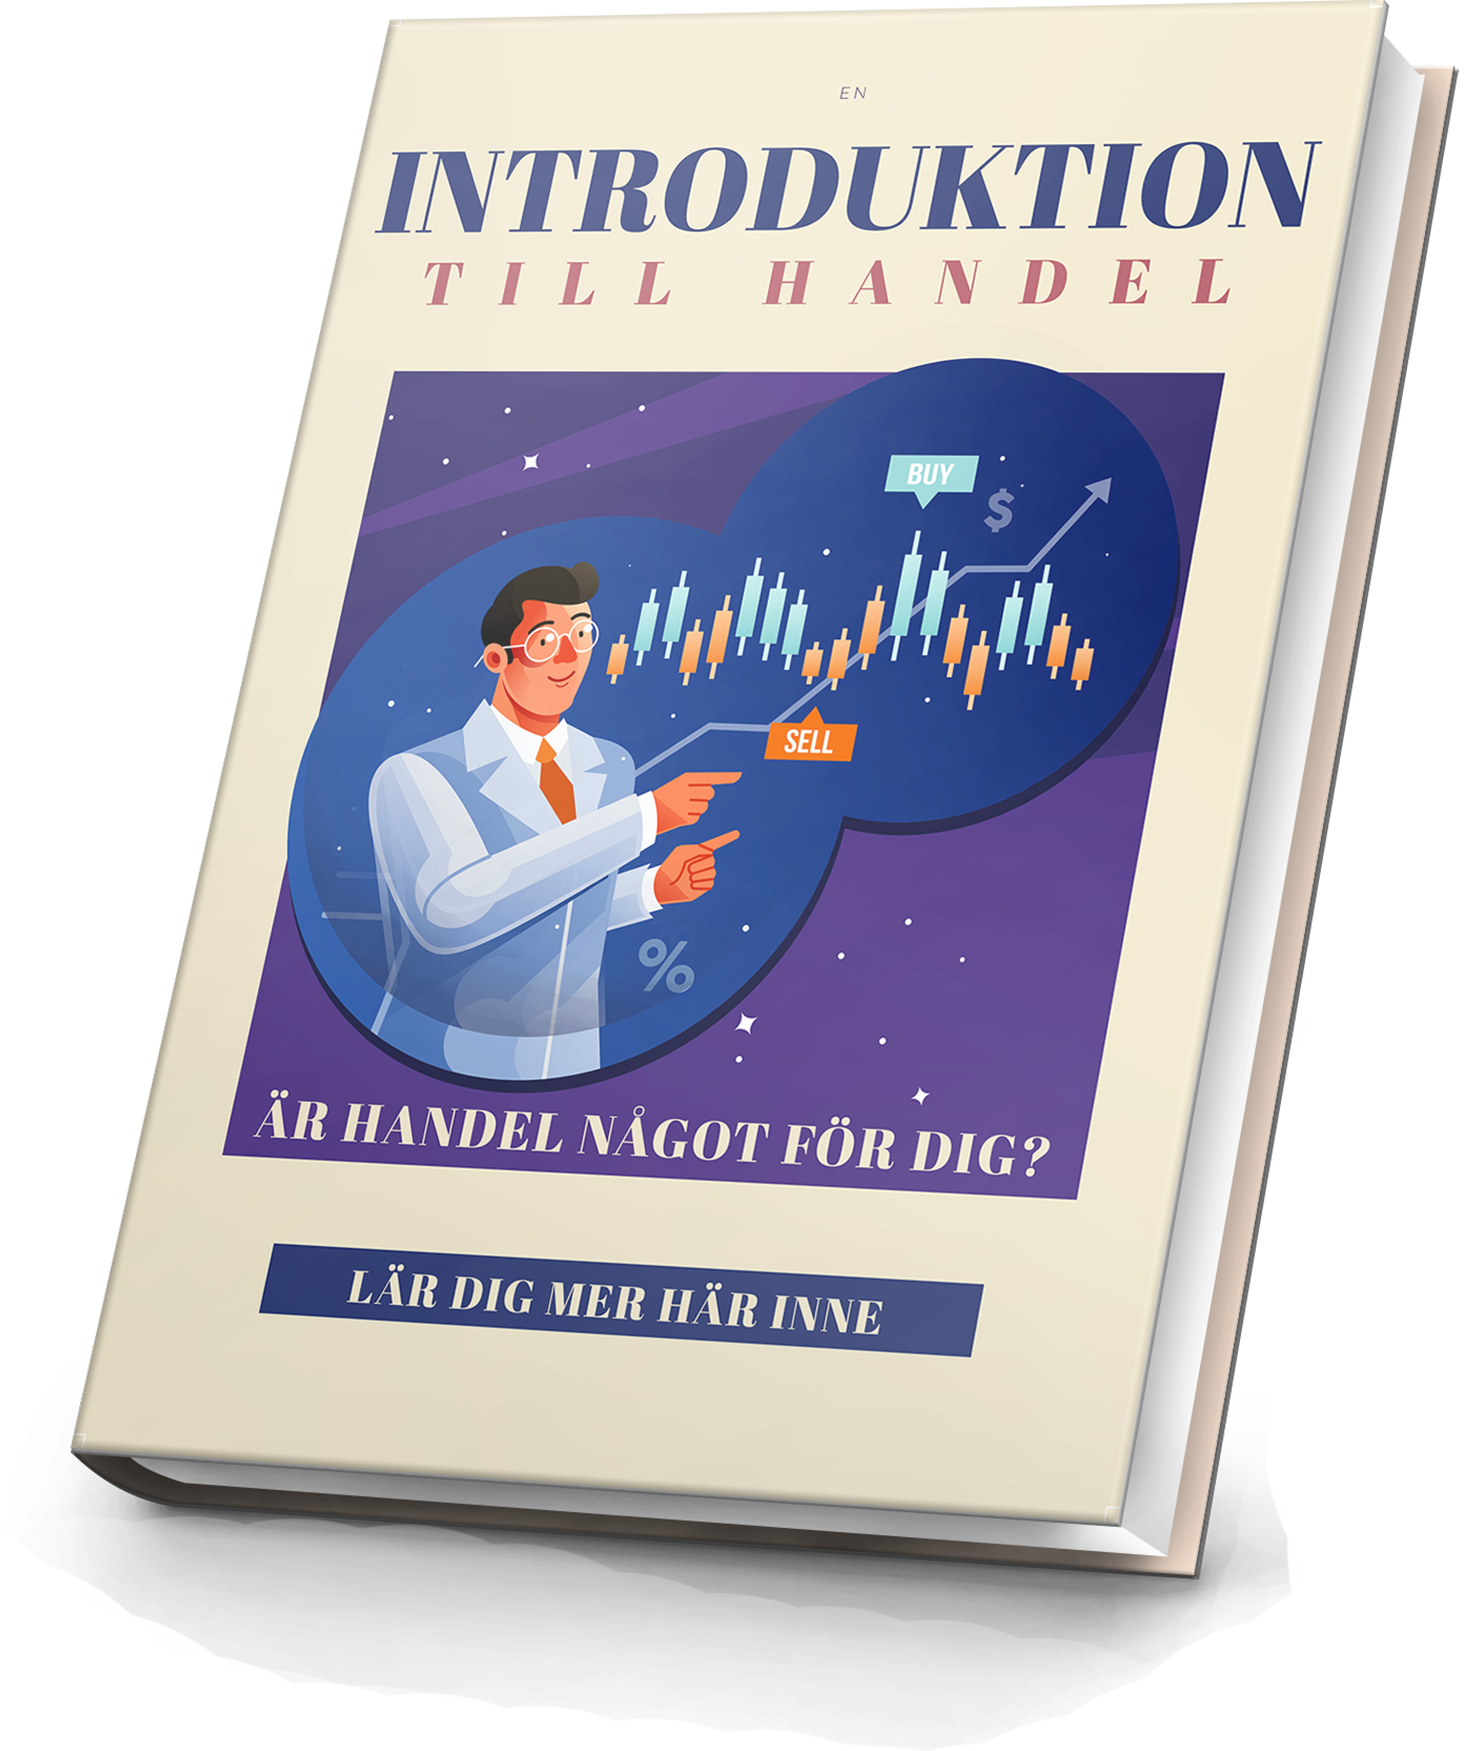 EN
INTRODUKTION
TILL HANDEL
BUY
$
SELL
%
ÄR HANDEL NÅGOT FÖR DIG?
LÄR DIG MER HÄR INNE